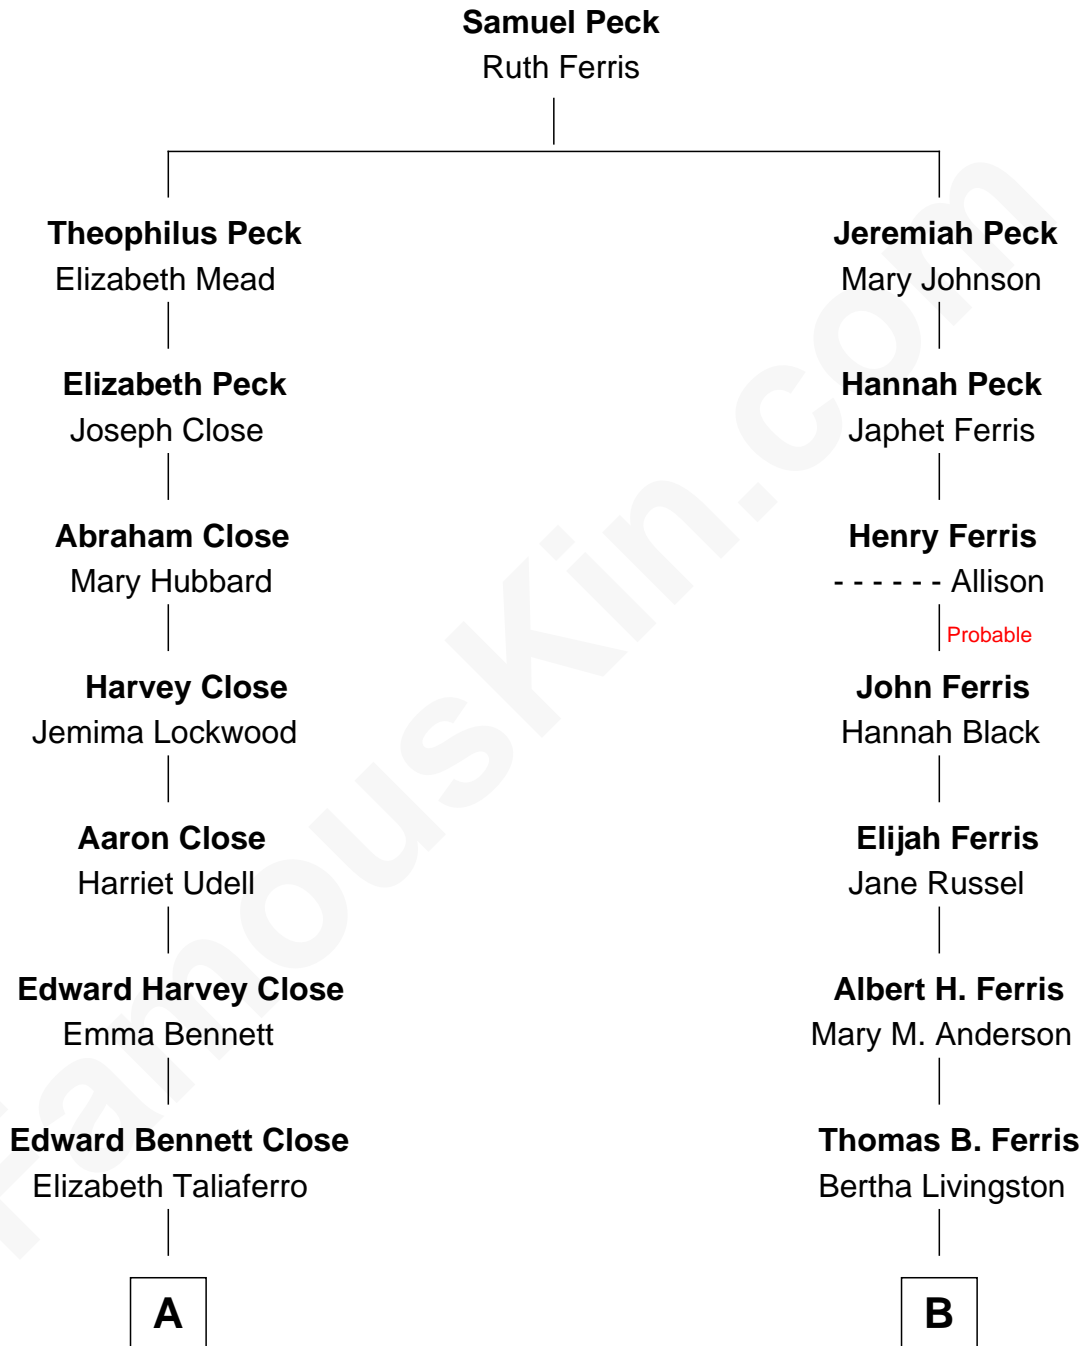 Samuel Peck
Ruth Ferris
Theophilus Peck
Elizabeth Mead
Jeremiah Peck
Mary Johnson
Elizabeth Peck
Joseph Close
Hannah Peck
Japhet Ferris
Abraham Close
Mary Hubbard
Henry Ferris
- - - - - - Allison
Probable
Harvey Close
Jemima Lockwood
John Ferris
Hannah Black
Aaron Close
Harriet Udell
Elijah Ferris
Jane Russel
Edward Harvey Close
Emma Bennett
Albert H. Ferris
Mary M. Anderson
Edward Bennett Close
Elizabeth Taliaferro
Thomas B. Ferris
Bertha Livingston
A
B
FamousKin.com